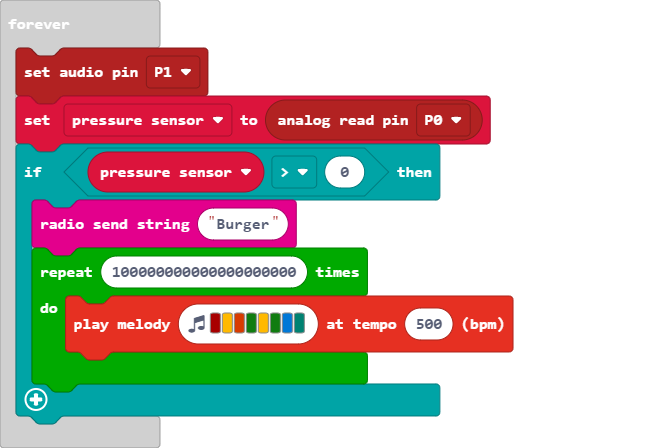 forever
set audio pin P1
set pressure sensor to analog read pin P0
if pressure sensor > 0 then
radio send string "Burger"
repeat 100000000000000000000 times
do
play melody at tempo 500 (bpm)